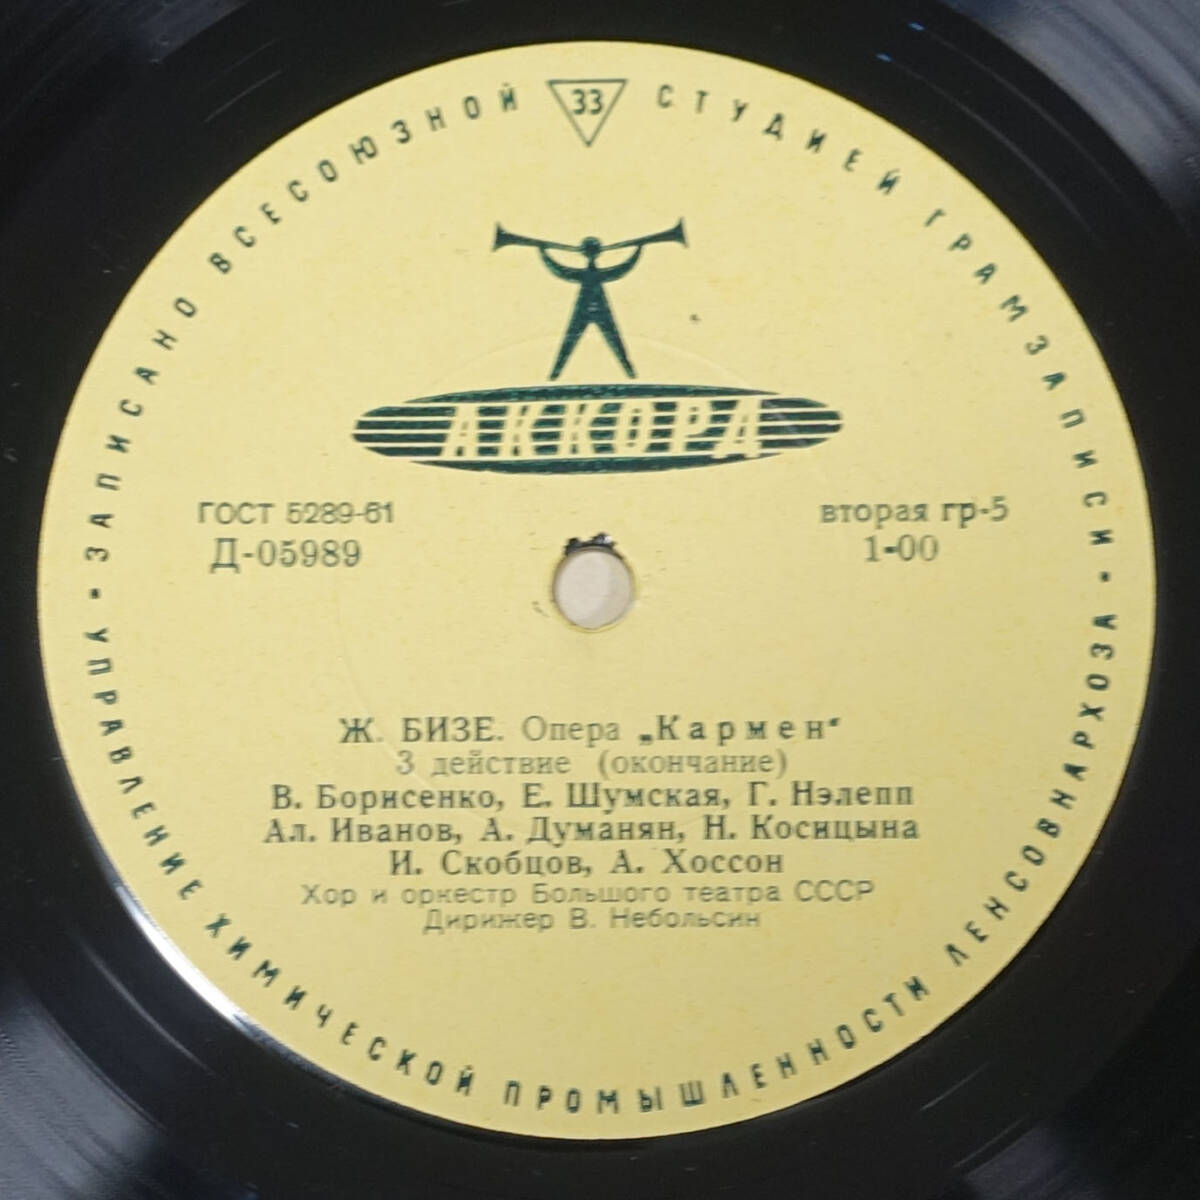 ЗАПИСАНО ВСЕСОЮЗНОЙ СТУДИЕЙ ГРАМЗАПИСИ •
33
АККОРД
ГОСТ 5289-61
Д-05989
вторая гр-5
1-00
Ж. БИЗЕ. Опера „Кармен“
3 действие (окончание)
В. Борисенко, Е. Шумская, Г. Нэлепп
Ал. Иванов, А. Думанян, Н. Косицына
И. Скобцов, А. Хоссон
Хор и оркестр Большого театра СССР
Дирижер В. Небольсин
УПРАВЛЕНИЕ ХИМИЧЕСКОЙ ПРОМЫШЛЕННОСТИ ЛЕНСОВНАРХОЗА •